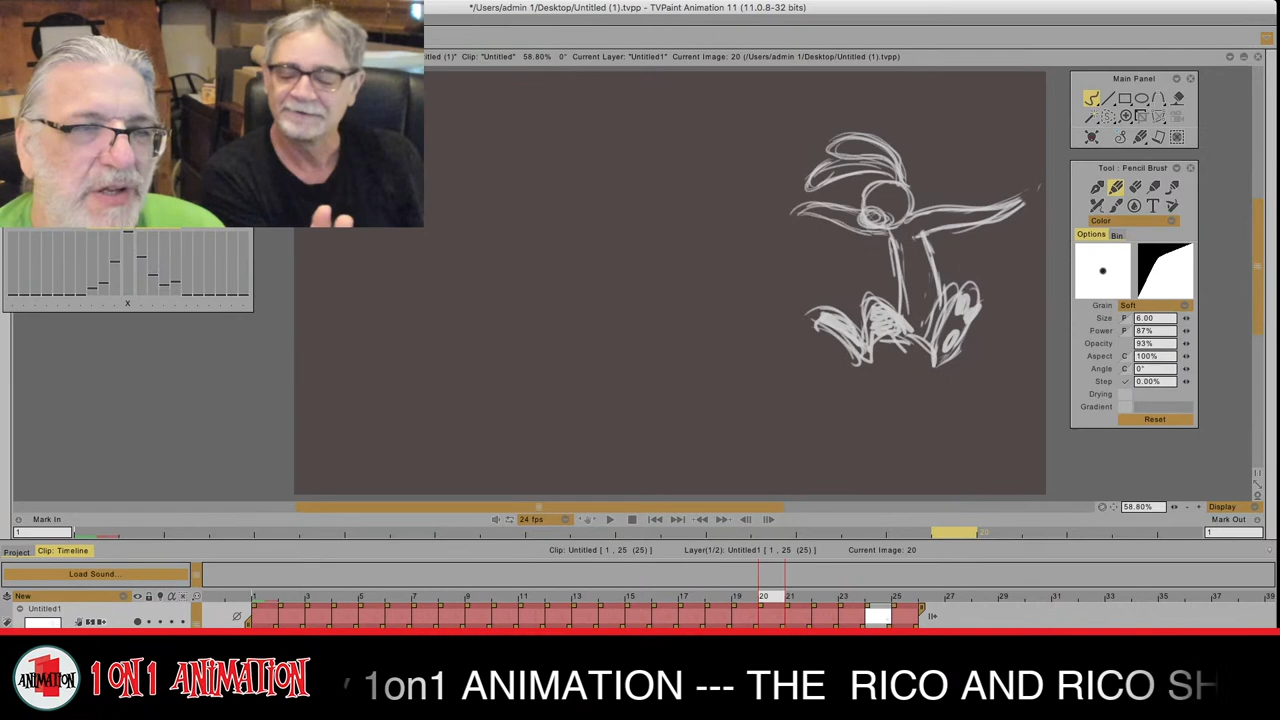 */Users/admin 1/Desktop/Untitled (1).tvpp - TVPaint Animation 11 (11.0.8-32 bits)
(1)" Clip: "Untitled" 58.80% 0° Current Layer: "Untitled1" Current Image: 20 (/Users/admin 1/Desktop/Untitled (1).tvpp)
Main Panel
Tool : Pencil Brush
T
Color
Options Bin
Grain Soft
Size P 6.00
Power P 87%
Opacity 93%
Aspect C 100%
Angle C 0°
Step 0.00%
Drying
Gradient
Reset
X
24 fps
58.80% - + Display
Mark In
Mark Out
1
20
1
Project Clip: Timeline
Clip: Untitled [ 1 , 25 (25) ] Layer(1/2): Untitled1 [ 1 , 25 (25) ] Current Image: 20
Load Sound...
New
1 3 5 7 9 11 13 15 17 19 20 21 23 25 27 29 31 33 35 37 39
Untitled1
ANIMATION
1 ON 1 ANIMATION
1on1 ANIMATION --- THE RICO AND RICO SH